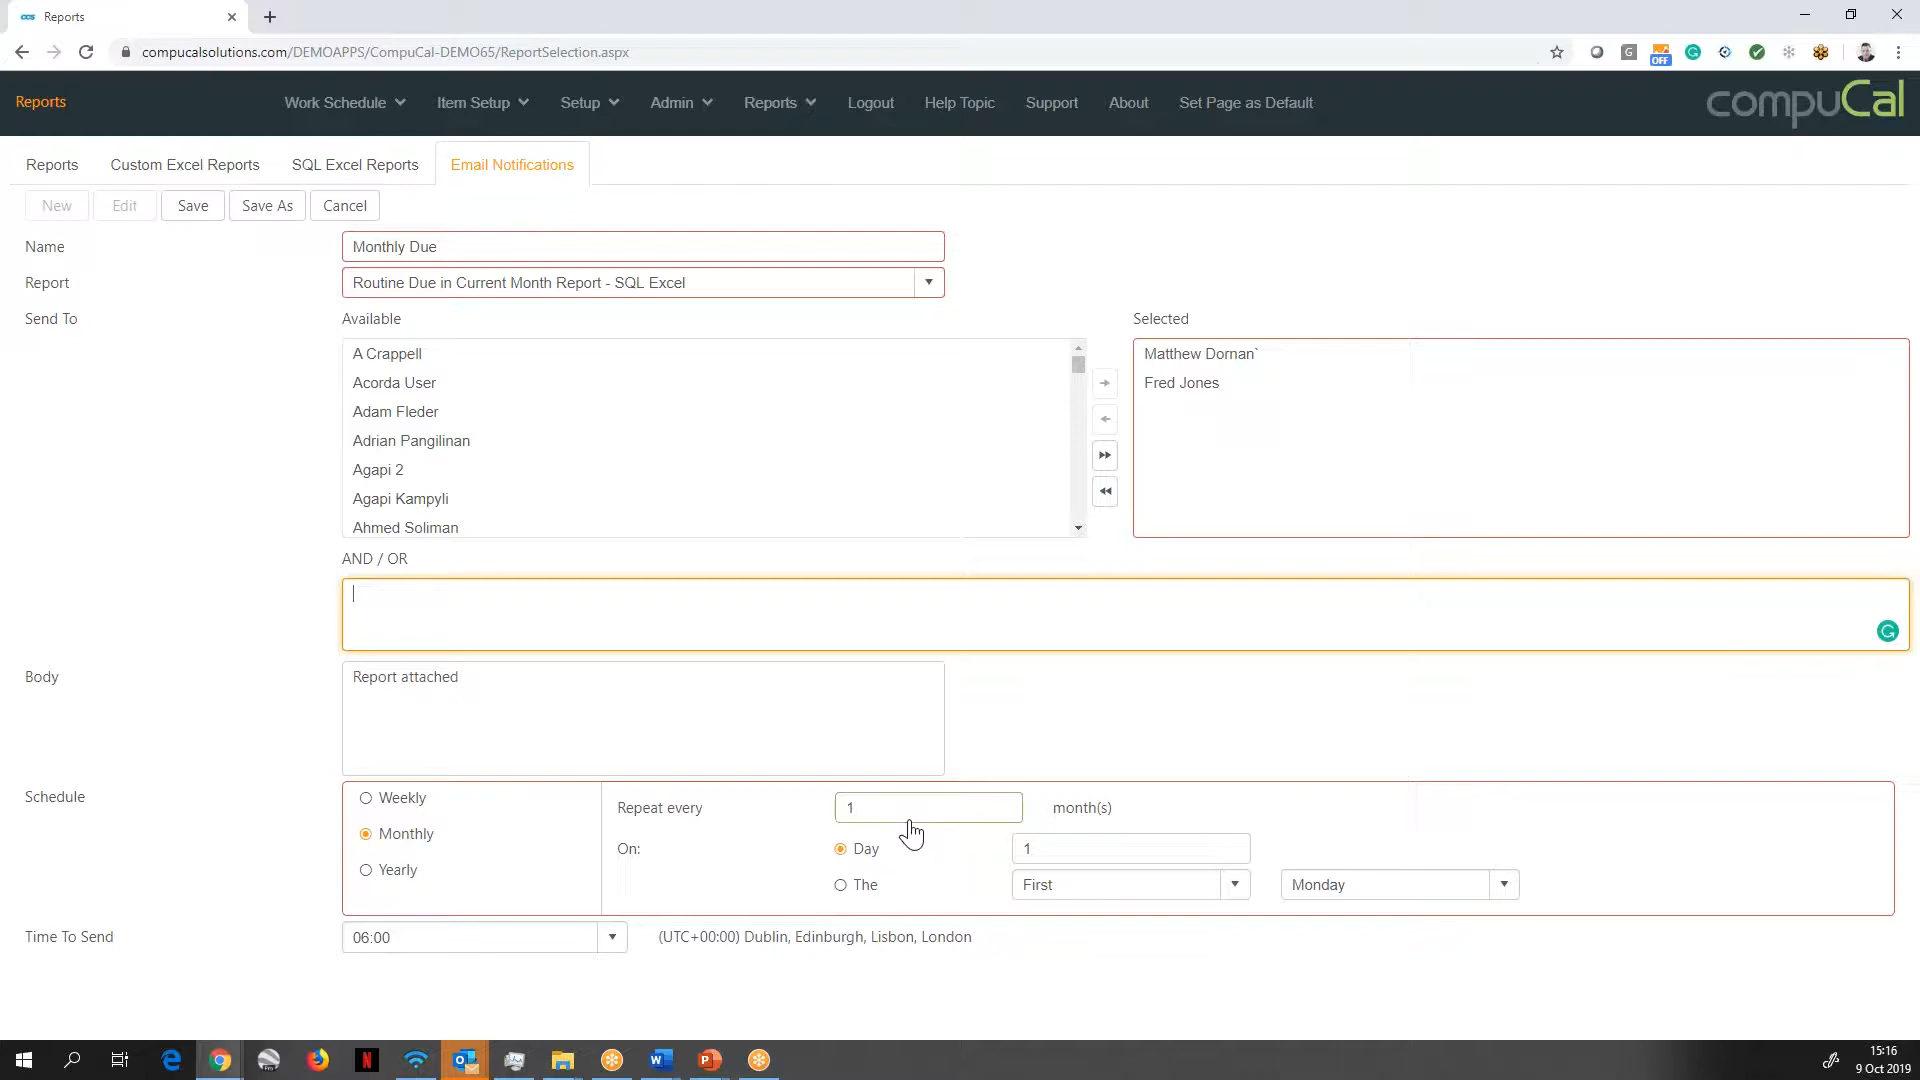 ccs Reports
compucalsolutions.com/DEMOAPPS/CompuCal-DEMO65/ReportSelection.aspx
G
OFF
Reports Work Schedule Item Setup Setup Admin Reports Logout Help Topic Support About Set Page as Default compuCal
Reports Custom Excel Reports SQL Excel Reports Email Notifications
New Edit Save Save As Cancel
Name Monthly Due
Report Routine Due in Current Month Report - SQL Excel
Send To Available Selected
A Crappell Matthew Dornan`
Acorda User Fred Jones
Adam Fleder
Adrian Pangilinan
Agapi 2
Agapi Kampyli
Ahmed Soliman
AND / OR
Body Report attached
Schedule Weekly Repeat every 1 month(s)
Monthly On: Day 1
Yearly The First Monday
Time To Send 06:00 (UTC+00:00) Dublin, Edinburgh, Lisbon, London
15:16
9 Oct 2019